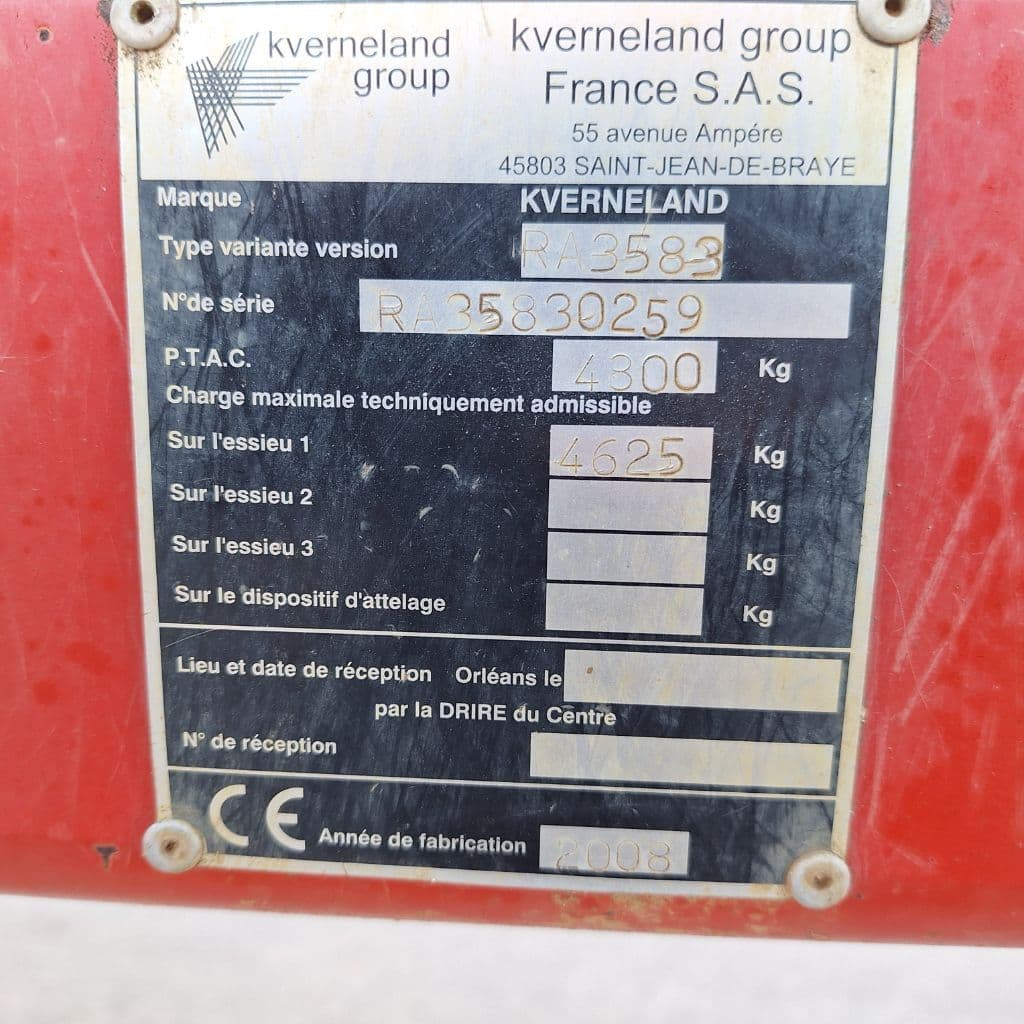 kverneland
group
kverneland group
France S.A.S.
55 avenue Ampére
45803 SAINT-JEAN-DE-BRAYE
Marque KVERNELAND
Type variante version RA3583
N°de série RA35830259
P.T.A.C. 4300 Kg
Charge maximale techniquement admissible
Sur l'essieu 1 4625 Kg
Sur l'essieu 2 Kg
Sur l'essieu 3 Kg
Sur le dispositif d'attelage Kg
Lieu et date de réception Orléans le
par la DRIRE du Centre
N° de réception
CE Année de fabrication 2008